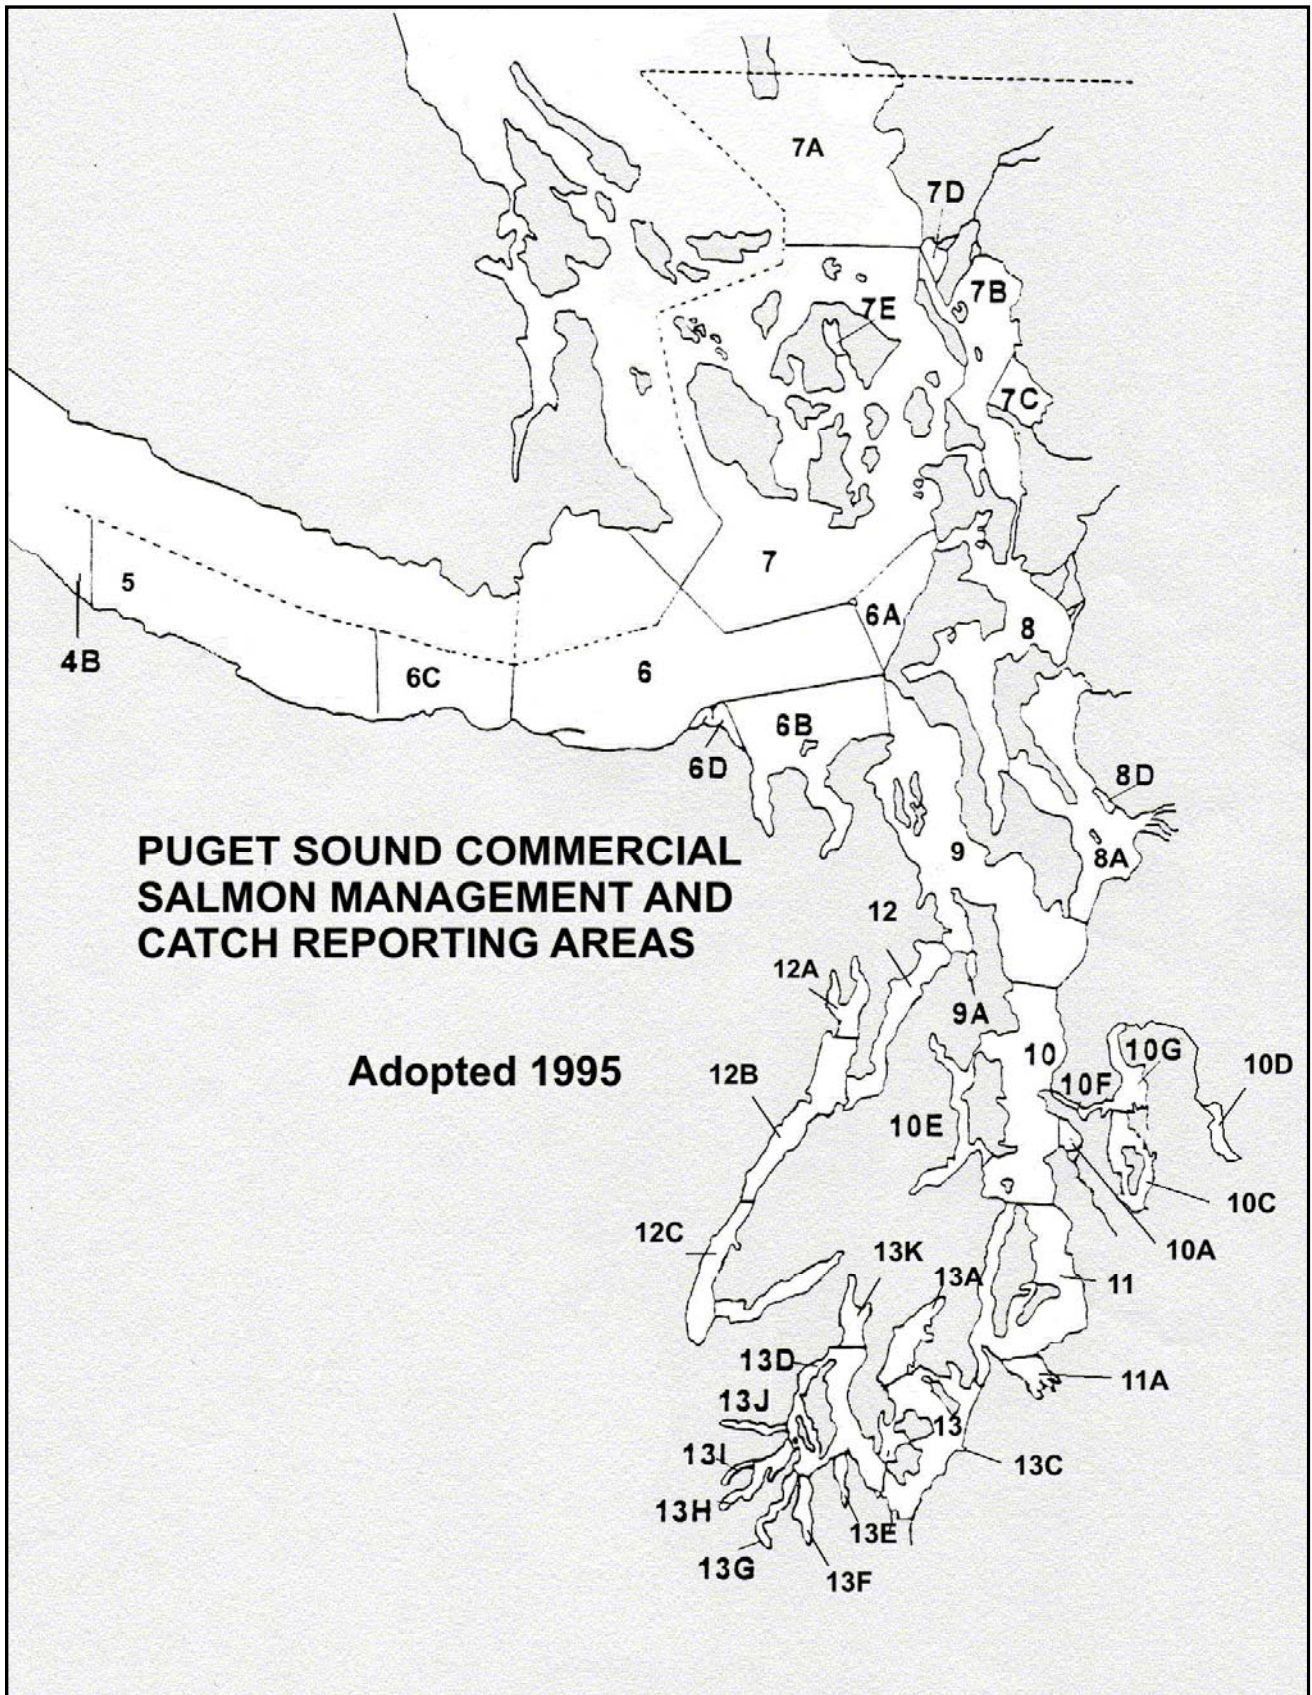 7A
7D
7B
7E
7C
7
5
6A
8
4B
6C
6
6B
6D
8D
PUGET SOUND COMMERCIAL
SALMON MANAGEMENT AND
CATCH REPORTING AREAS
9
8A
12
12A
9A
Adopted 1995
12B
10
10G
10D
10F
10E
10C
12C
10A
13K
13A
11
13D
11A
13J
13
13I
13C
13H
13E
13G
13F